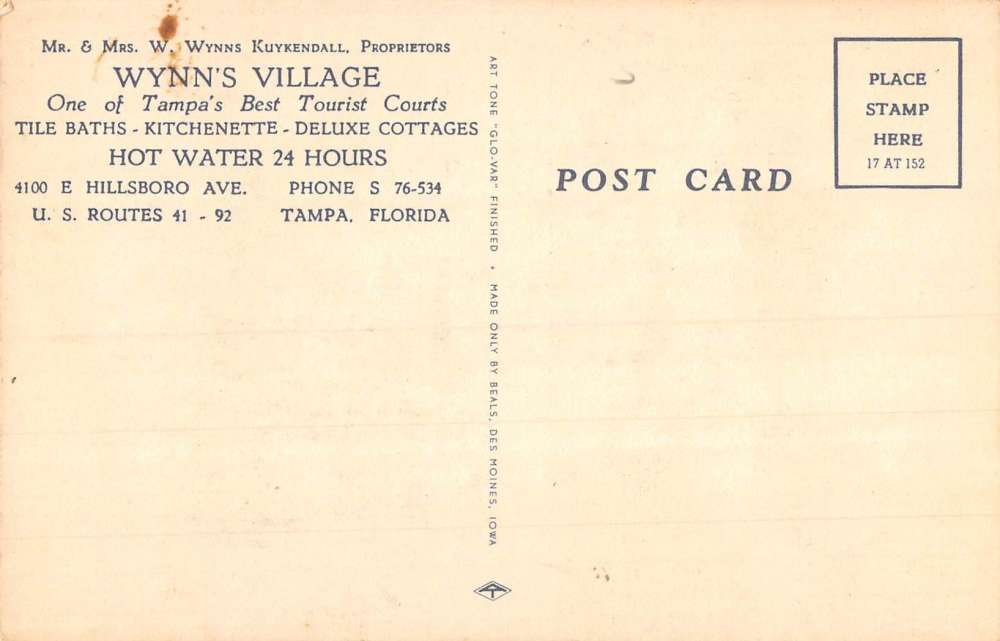 Mr. & Mrs. W. Wynns Kuykendall, Proprietors
WYNN'S VILLAGE
One of Tampa's Best Tourist Courts
TILE BATHS - KITCHENETTE - DELUXE COTTAGES
HOT WATER 24 HOURS
4100 E HILLSBORO AVE. PHONE S 76-534
U. S. ROUTES 41 - 92 TAMPA, FLORIDA
ART TONE "GLO-VAR" FINISHED • MADE ONLY BY BEALS, DES MOINES, IOWA
POST CARD
PLACE
STAMP
HERE
17 AT 152